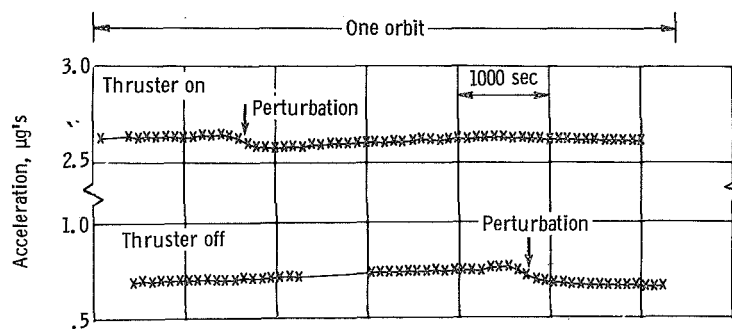 One orbit
3.0
Thruster on
1000 sec
Perturbation
2.5
Acceleration, µg's
1.0
Perturbation
Thruster off
.5